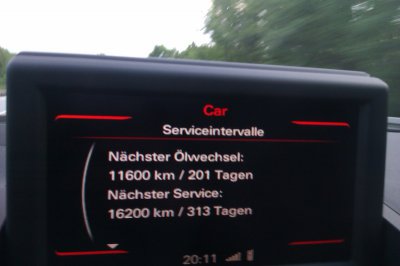 Car
Serviceintervalle
Nächster Ölwechsel:
11600 km / 201 Tagen
Nächster Service:
16200 km / 313 Tagen
20:11